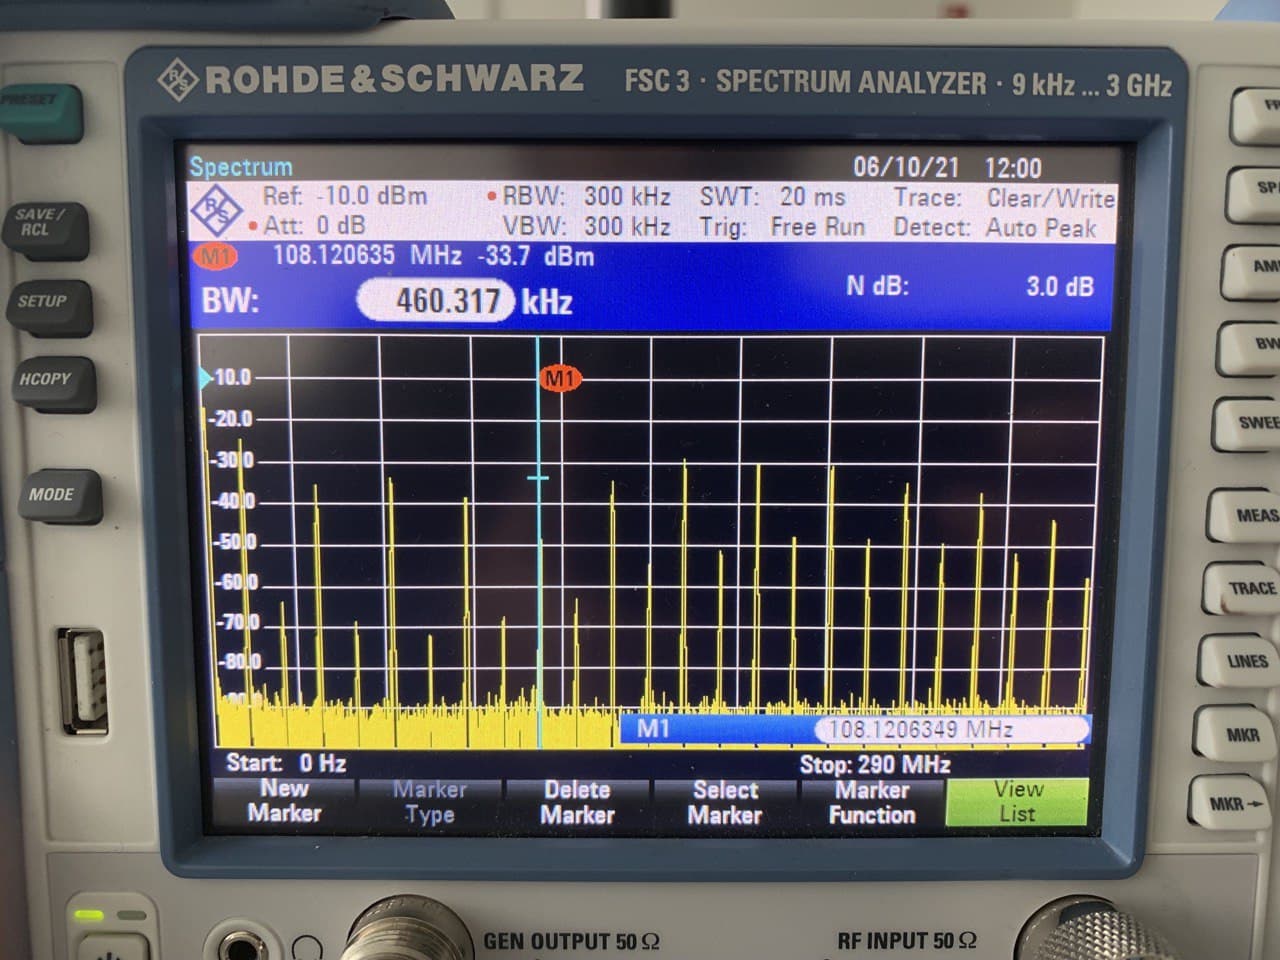 ROHDE & SCHWARZ FSC 3 · SPECTRUM ANALYZER · 9 kHz ... 3 GHz
PRESET
SAVE /
RCL
SETUP
HCOPY
MODE
Spectrum 06/10/21 12:00
Ref: -10.0 dBm • RBW: 300 kHz SWT: 20 ms Trace: Clear/Write
• Att: 0 dB VBW: 300 kHz Trig: Free Run Detect: Auto Peak
M1 108.120635 MHz -33.7 dBm
BW: 460.317 kHz N dB: 3.0 dB
M1
-10.0
-20.0
-30.0
-40.0
-50.0
-60.0
-70.0
-80.0
M1 108.1206349 MHz
Start: 0 Hz Stop: 290 MHz
New
Marker
Marker
Type
Delete
Marker
Select
Marker
Marker
Function
View
List
BW
MEAS
TRACE
LINES
MKR
MKR→
GEN OUTPUT 50 Ω RF INPUT 50 Ω